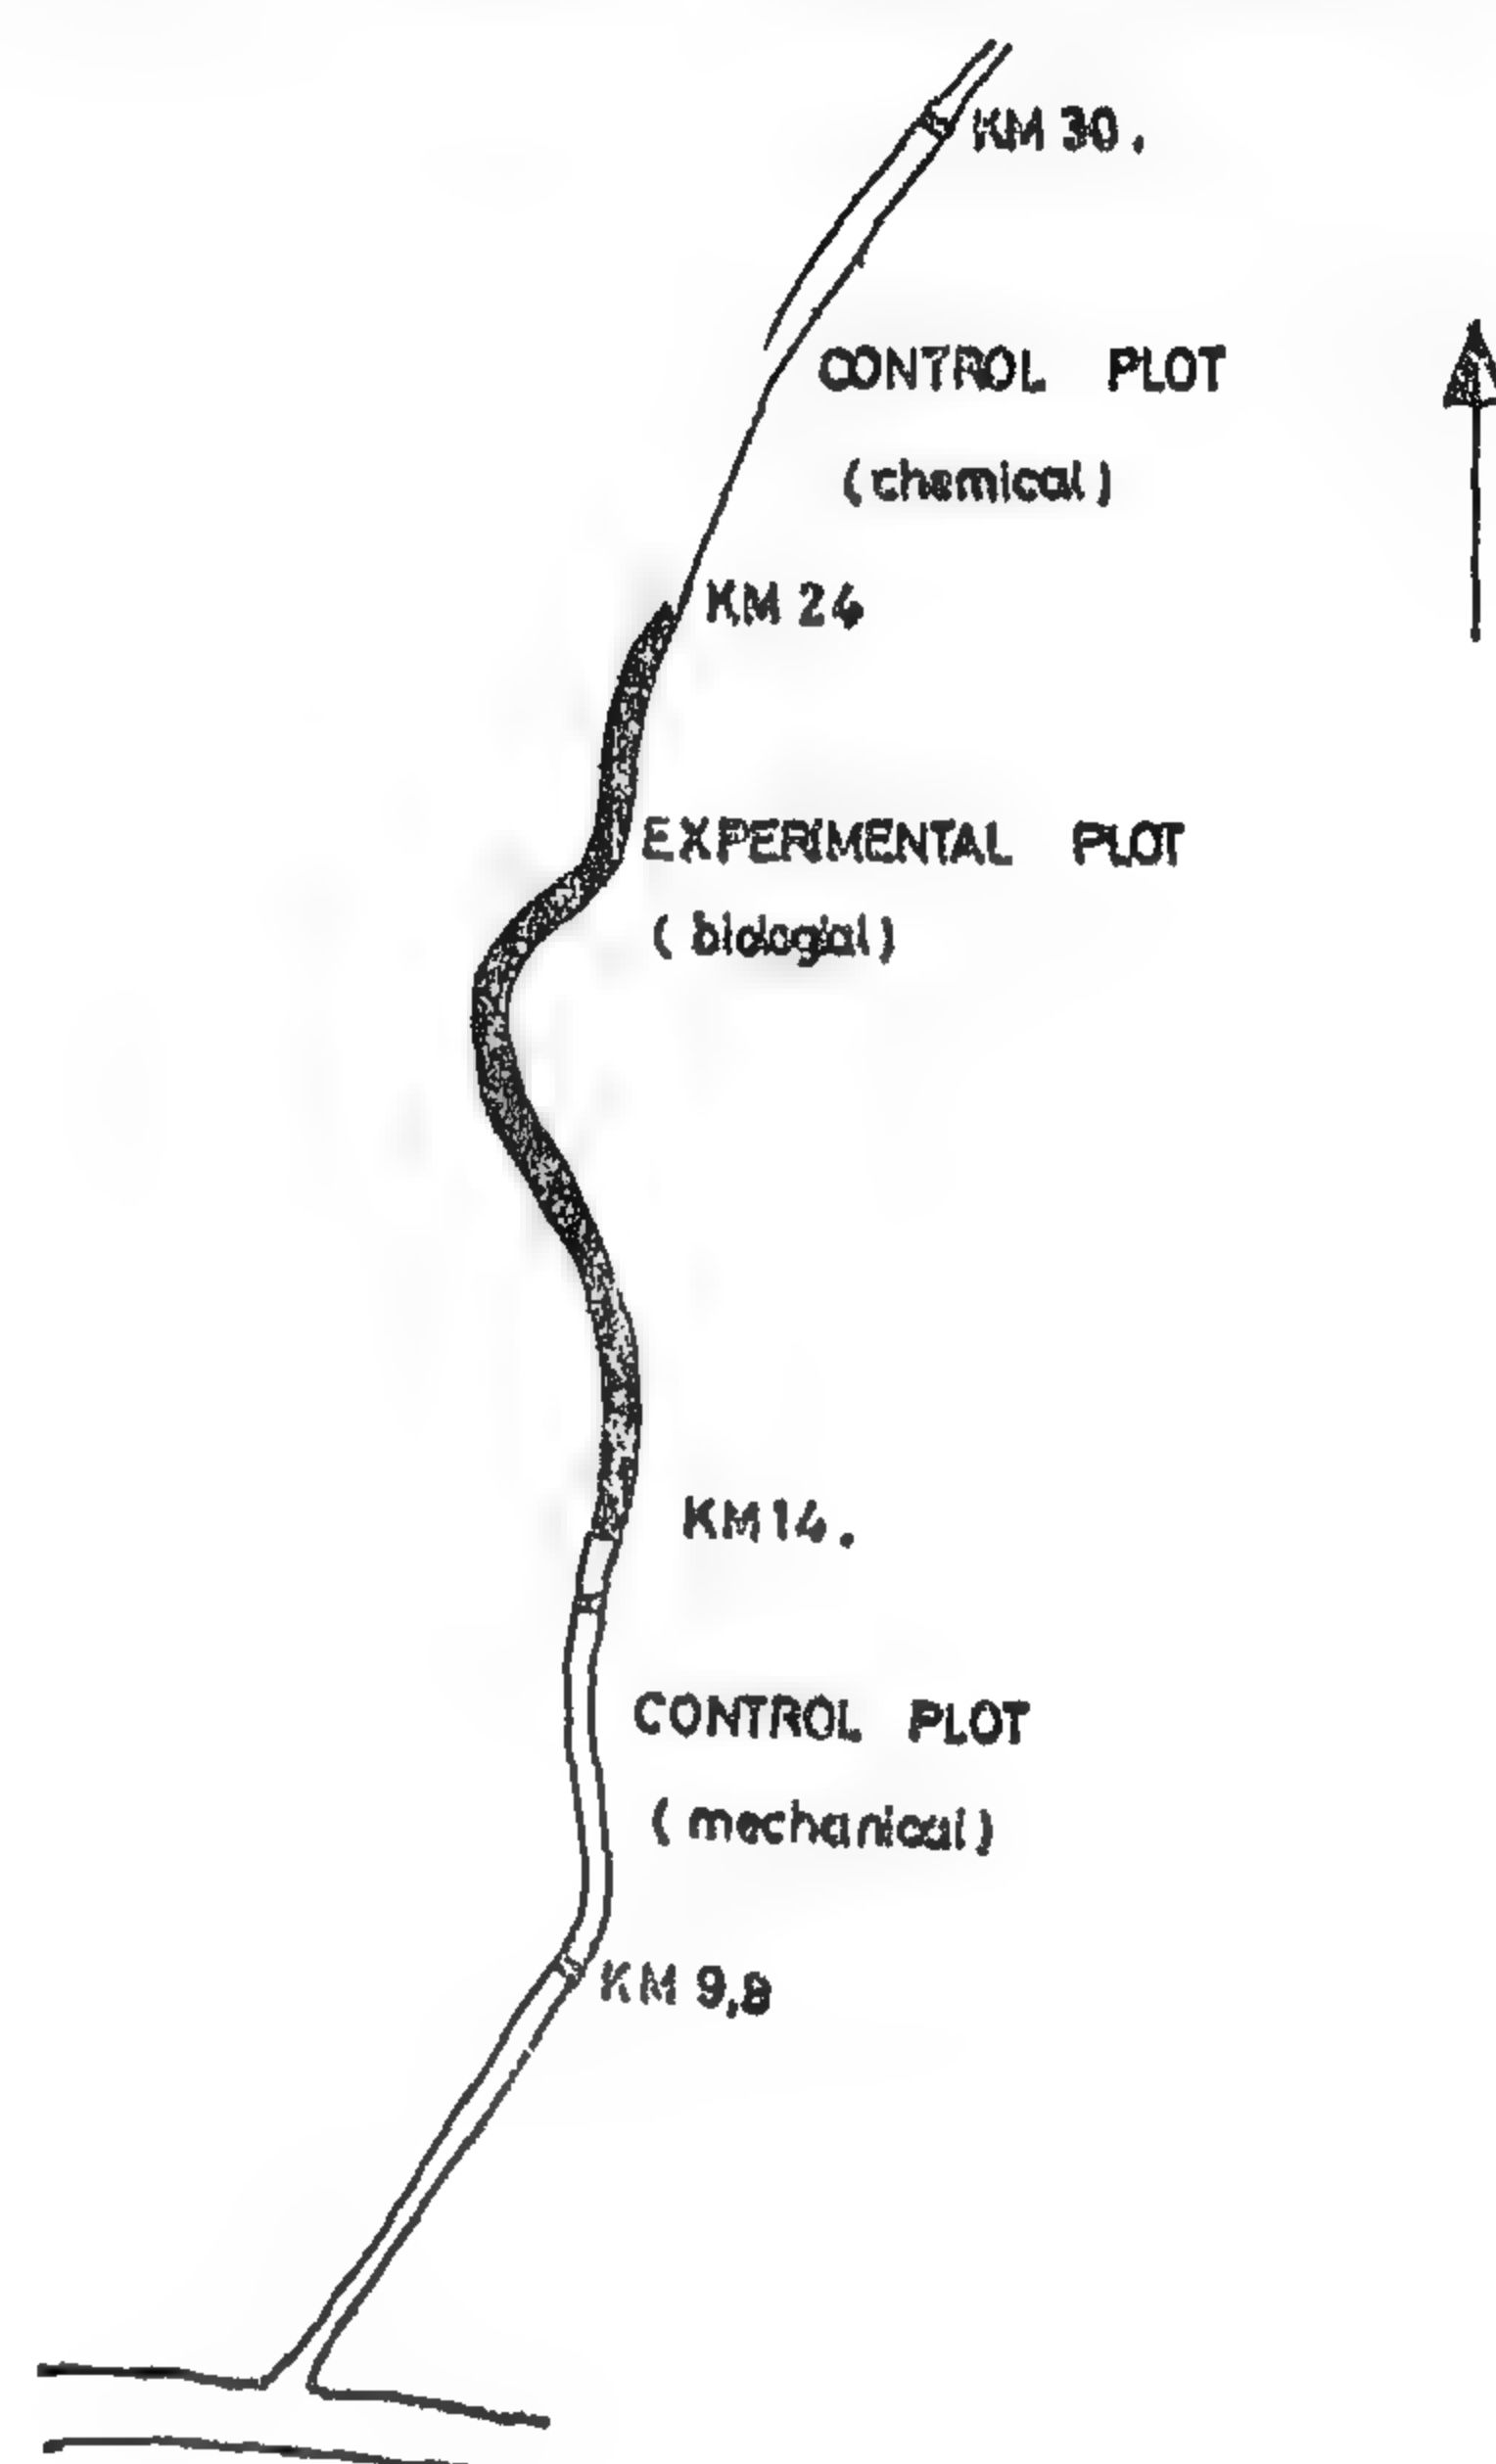 KM 30.
CONTROL PLOT
(chemical)
KM 24
EXPERIMENTAL PLOT
( biologial)
KM 14.
CONTROL PLOT
( mechanical)
KM 9,8